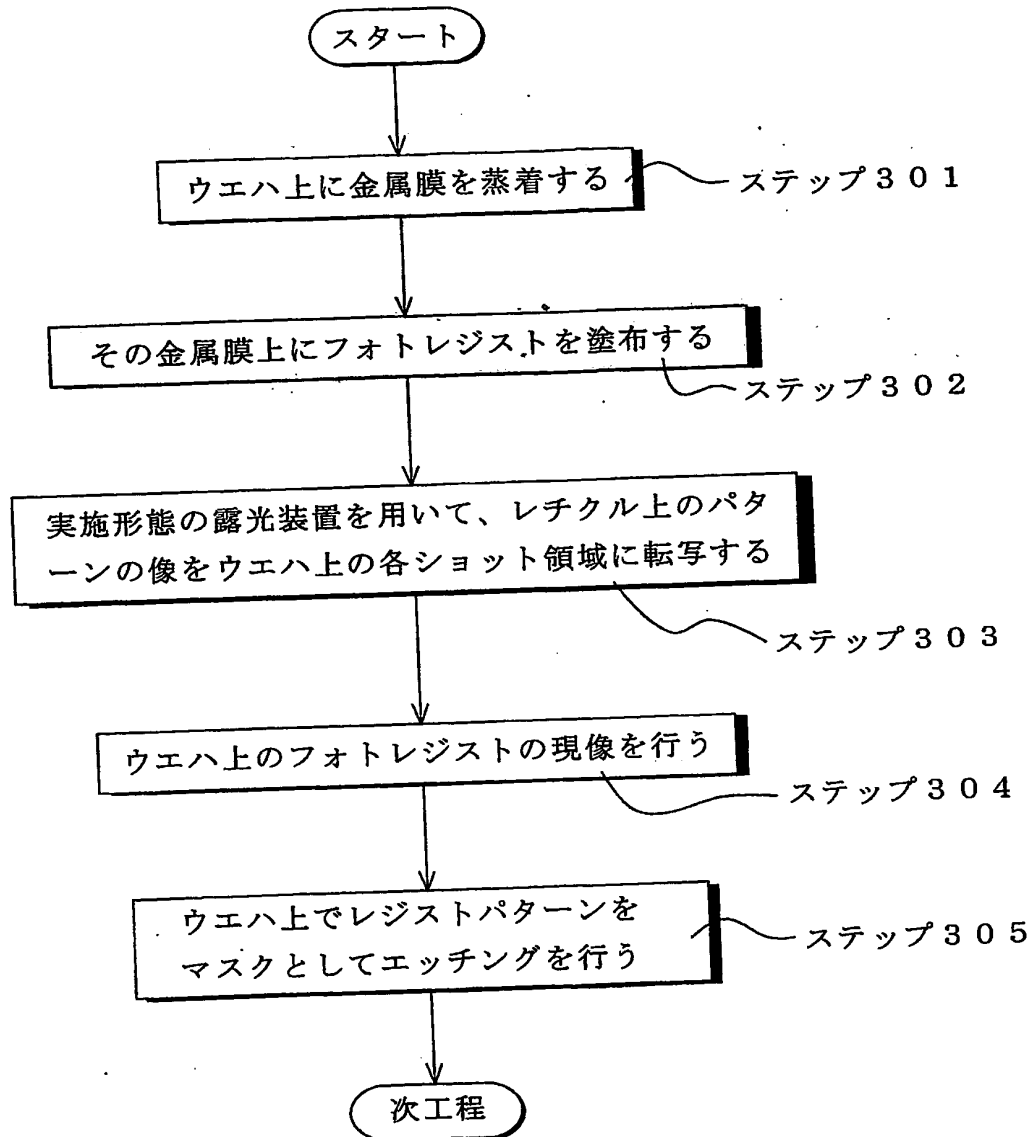 スタート
ウエハ上に金属膜を蒸着する
ステップ３０１
その金属膜上にフォトレジストを塗布する
ステップ３０２
実施形態の露光装置を用いて、レチクル上のパタ
ーンの像をウエハ上の各ショット領域に転写する
ステップ３０３
ウエハ上のフォトレジストの現像を行う
ステップ３０４
ウエハ上でレジストパターンを
マスクとしてエッチングを行う
ステップ３０５
次工程